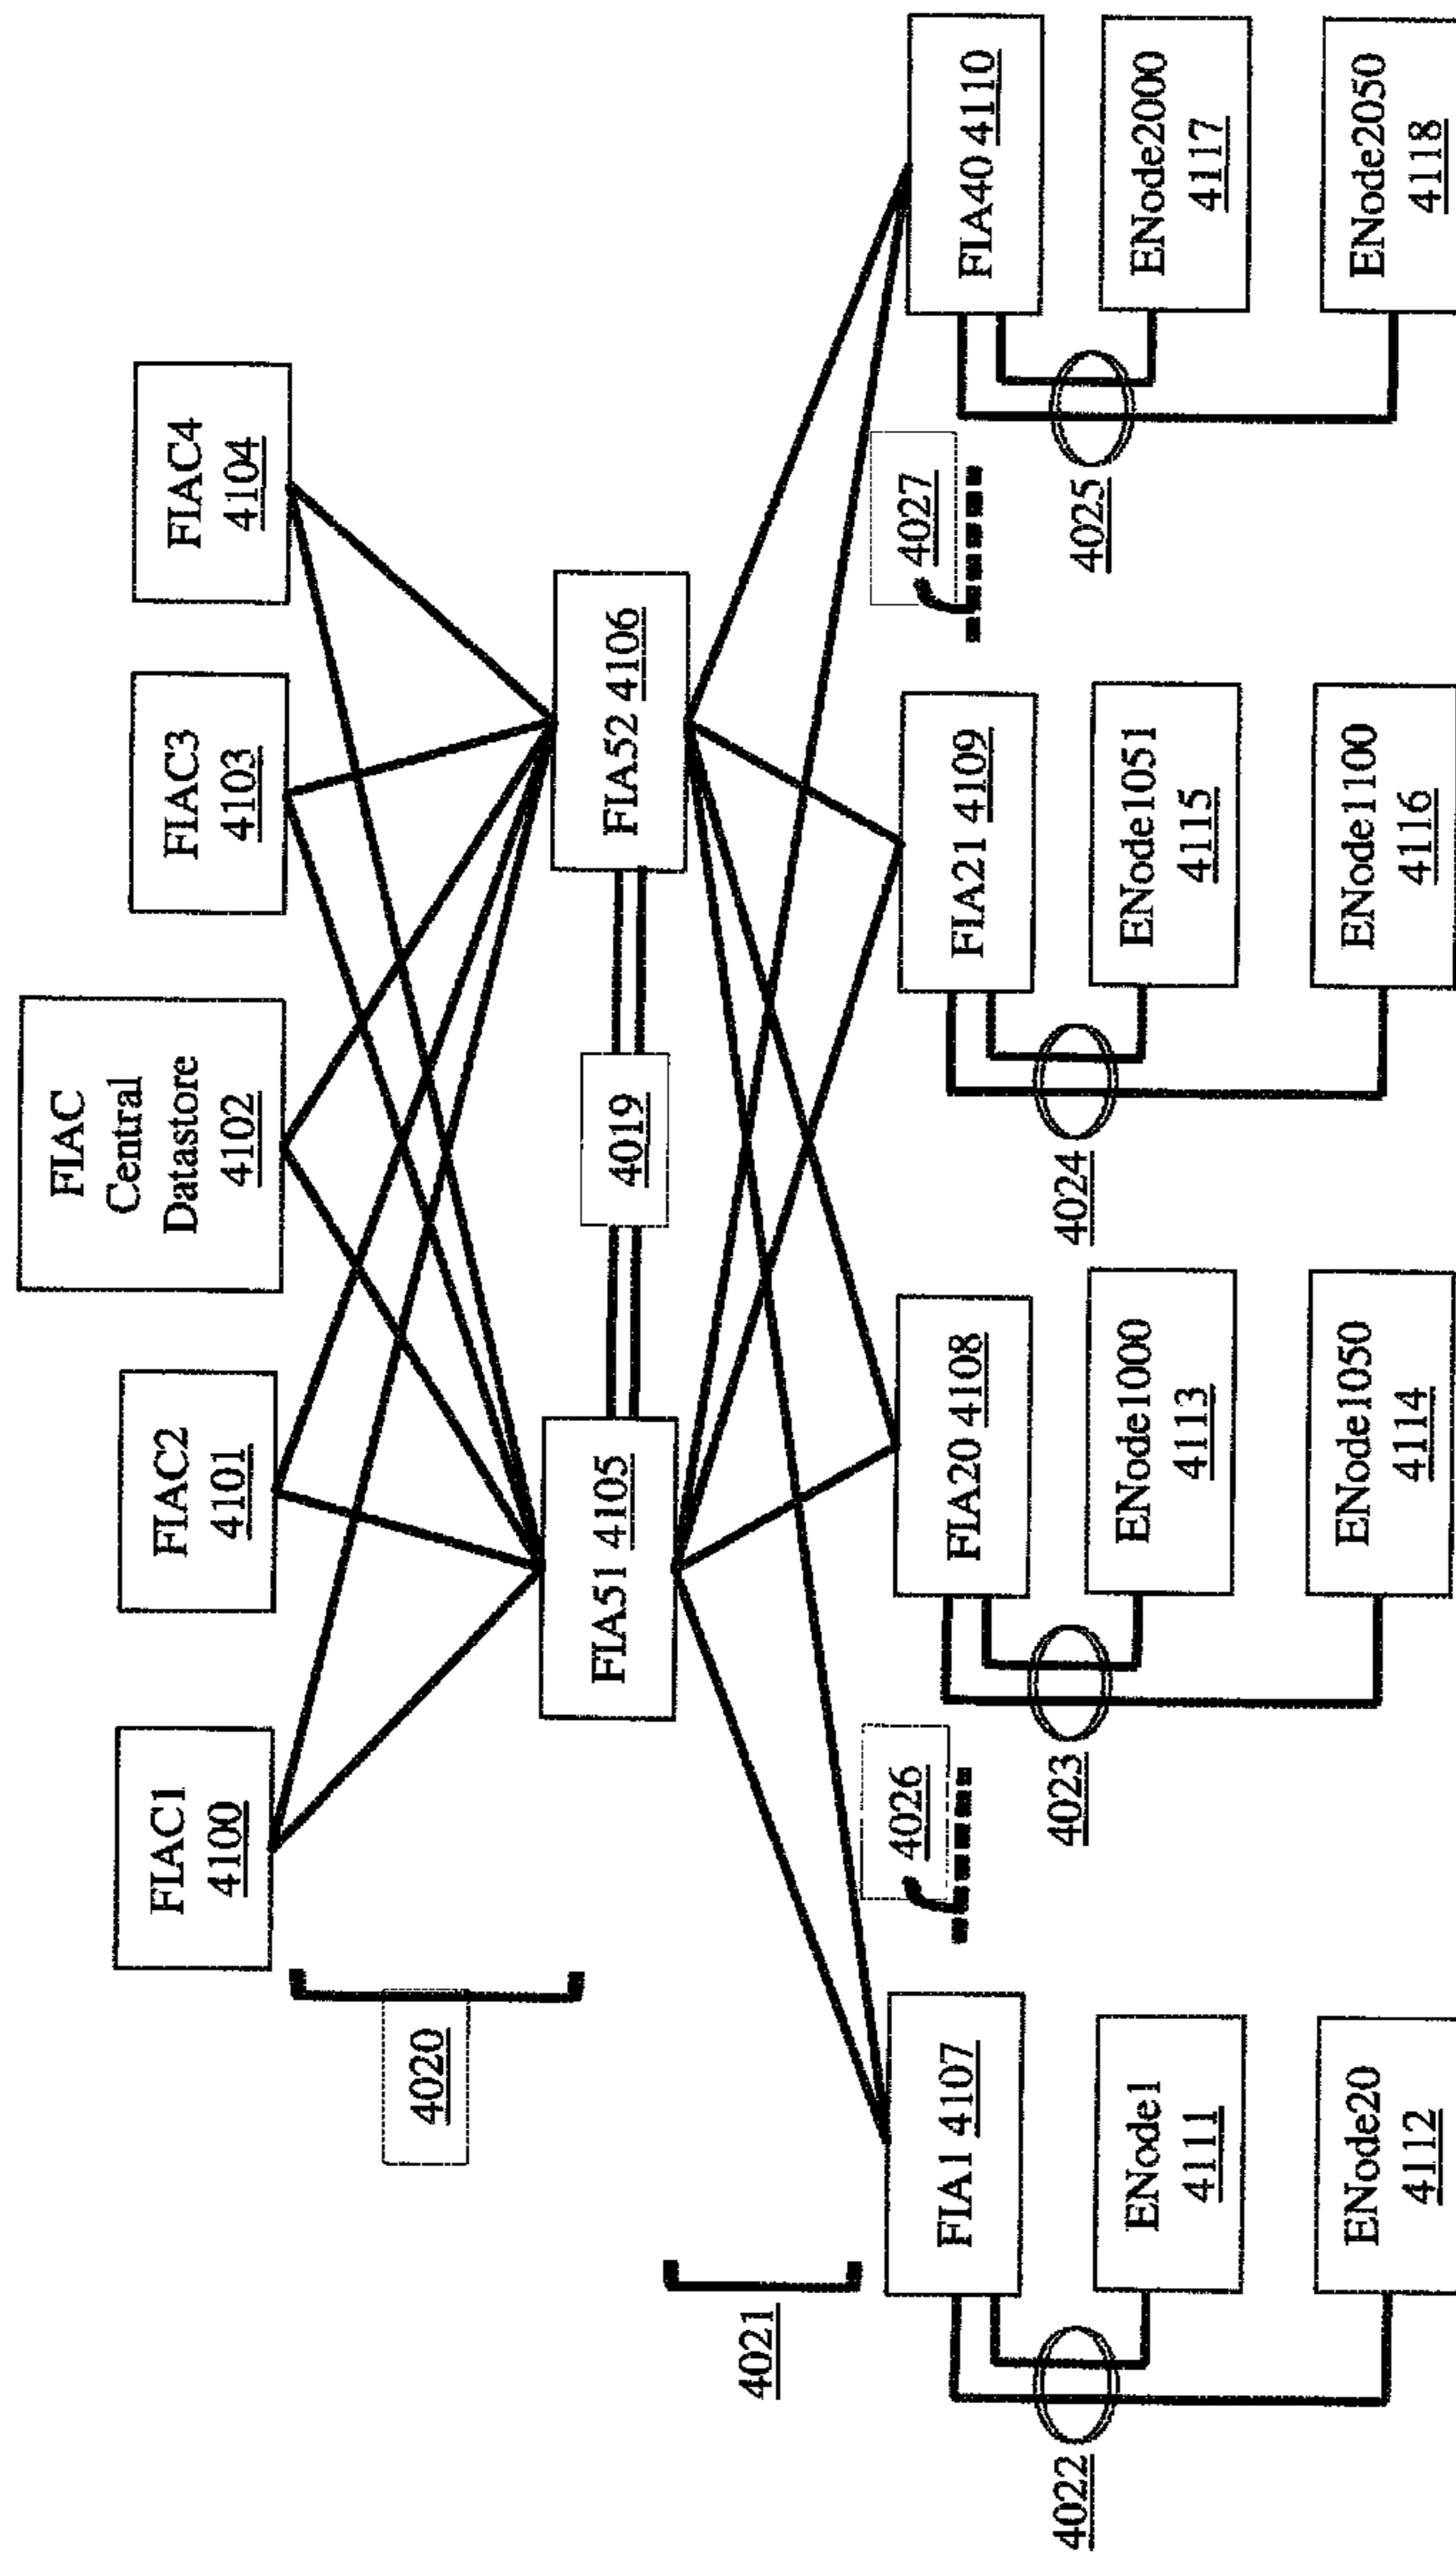 FIAC1
4100
FIAC2
4101
FIAC
Central
Datastore
4102
FIAC3
4103
FIAC4
4104
4020
FIA51 4105
4019
FIA52 4106
4021
FIA1 4107
4026
FIA20 4108
FIA21 4109
4027
FIA40 4110
4022
ENode1
4111
4023
ENode1000
4113
4024
ENode1051
4115
4025
ENode2000
4117
ENode20
4112
ENode1050
4114
ENode1100
4116
ENode2050
4118